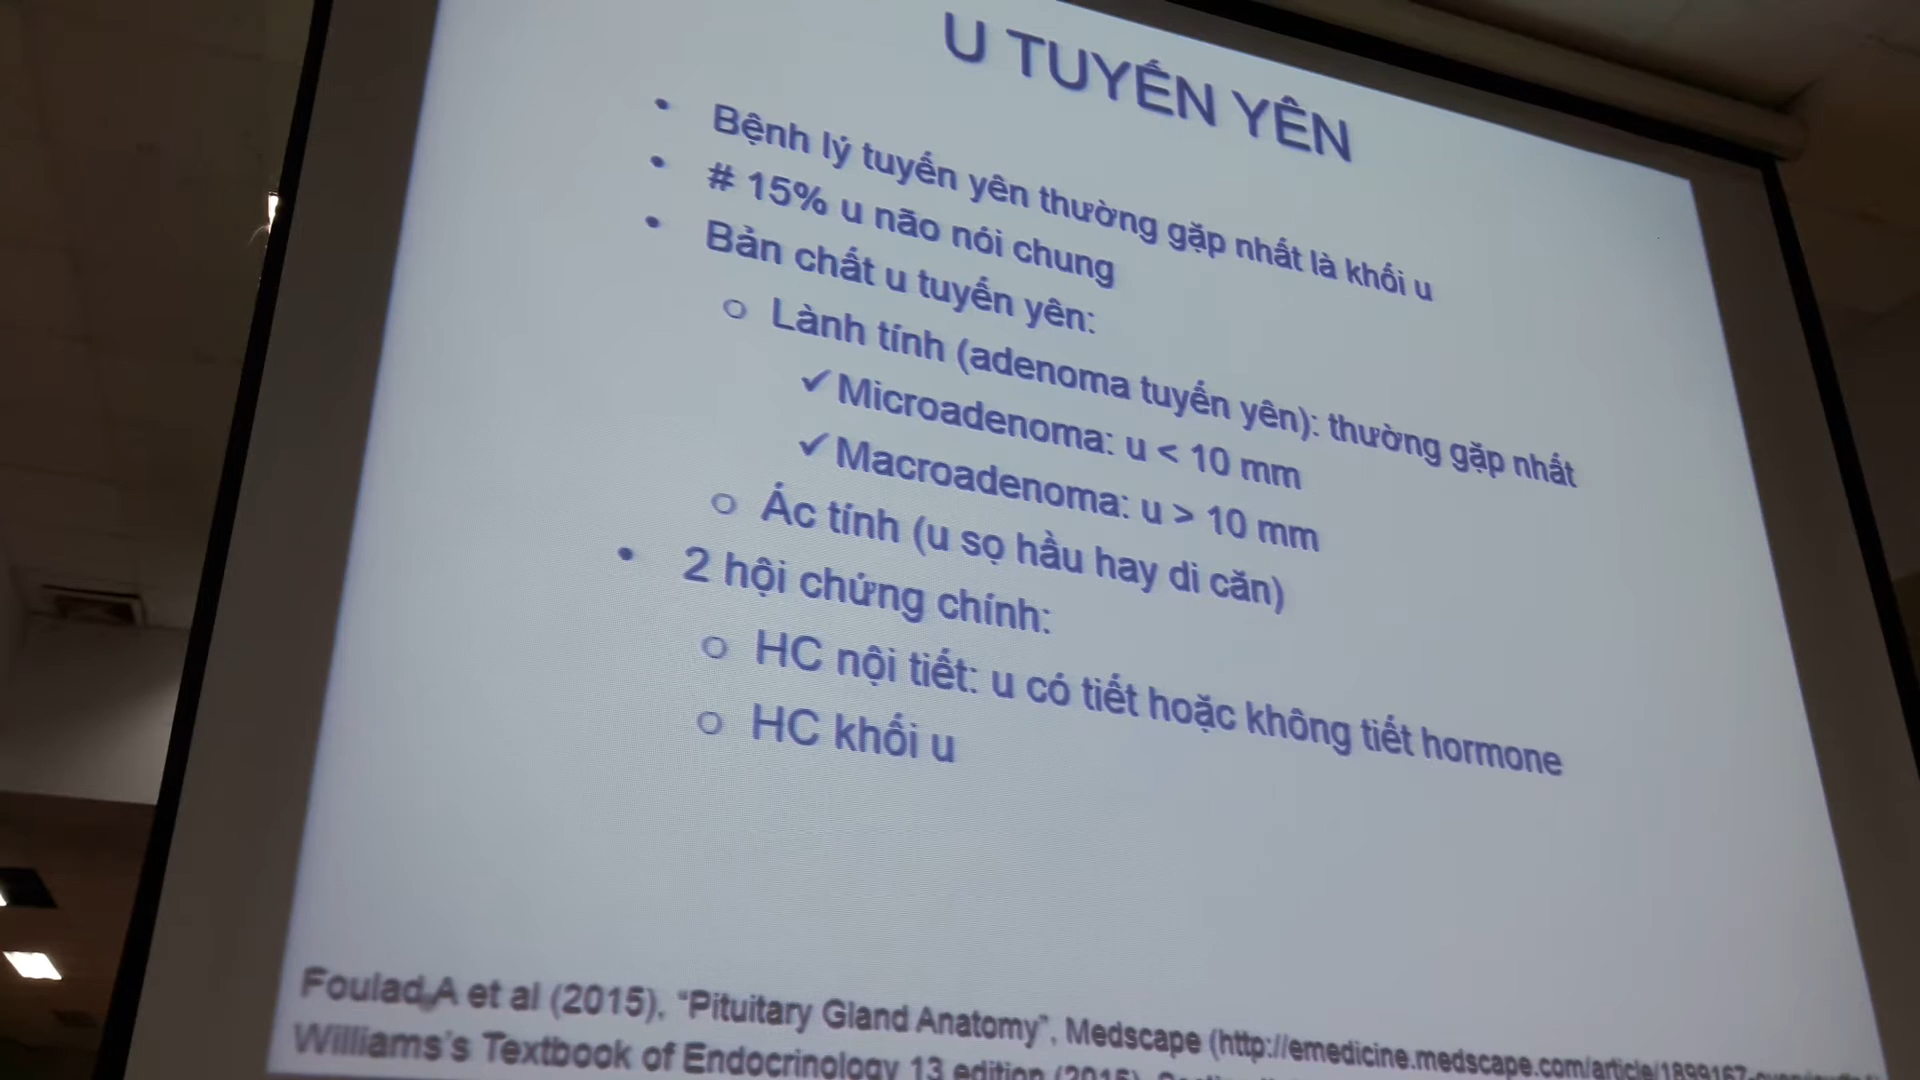 U TUYẾN YÊN
• Bệnh lý tuyến yên thường gặp nhất là khối u
• # 15% u não nói chung
• Bản chất u tuyến yên:
○ Lành tính (adenoma tuyến yên): thường gặp nhất
✓ Microadenoma: u < 10 mm
✓ Macroadenoma: u > 10 mm
○ Ác tính (u sọ hầu hay di căn)
• 2 hội chứng chính:
○ HC nội tiết: u có tiết hoặc không tiết hormone
○ HC khối u
Foulad A et al (2015), "Pituitary Gland Anatomy", Medscape (http://emedicine.medscape.com/article/1899167-
Williams's Textbook of Endocrinology 13 edition (2015)